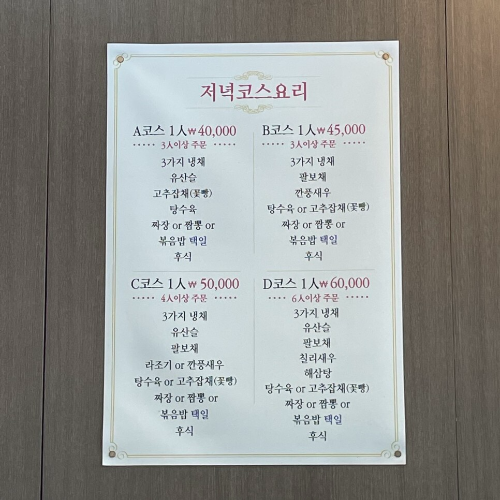 저녁코스요리
A코스 1人₩40,000
3人이상 주문
3가지 냉채
유산슬
고추잡채(꽃빵)
탕수육
짜장 or 짬뽕 or
볶음밥 택일
후식
B코스 1人₩45,000
3人이상 주문
3가지 냉채
팔보채
깐풍새우
탕수육 or 고추잡채(꽃빵)
짜장 or 짬뽕 or
볶음밥 택일
후식
C코스 1人₩50,000
4人이상 주문
3가지 냉채
유산슬
팔보채
라조기 or 깐풍새우
탕수육 or 고추잡채(꽃빵)
짜장 or 짬뽕 or
볶음밥 택일
후식
D코스 1人₩60,000
6人이상 주문
3가지 냉채
유산슬
팔보채
칠리새우
해삼탕
탕수육 or 고추잡채(꽃빵)
짜장 or 짬뽕 or
볶음밥 택일
후식